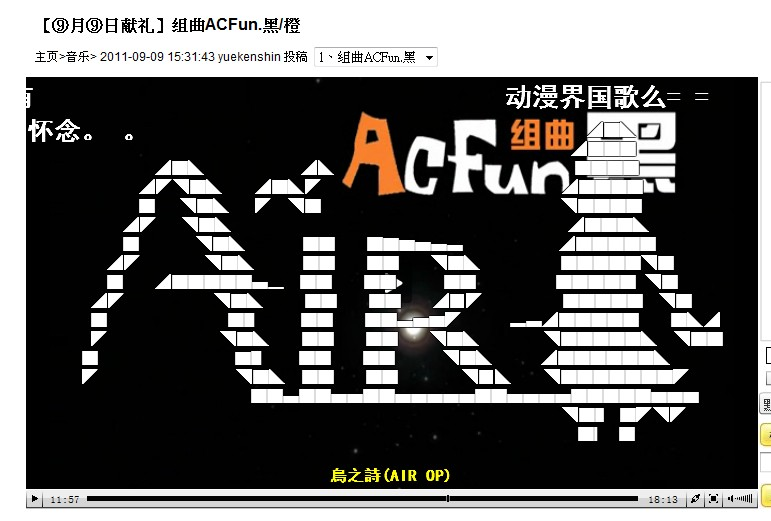 【⑨月⑨日献礼】组曲ACFun.黑/橙
主页>音乐> 2011-09-09 15:31:43 yuekenshin 投稿
1、组曲ACFun.黑
动漫界国歌么= =
怀念。 。
AcFun
组曲
黑
AIR
鳥之詩(AIR OP)
11:57
18:13